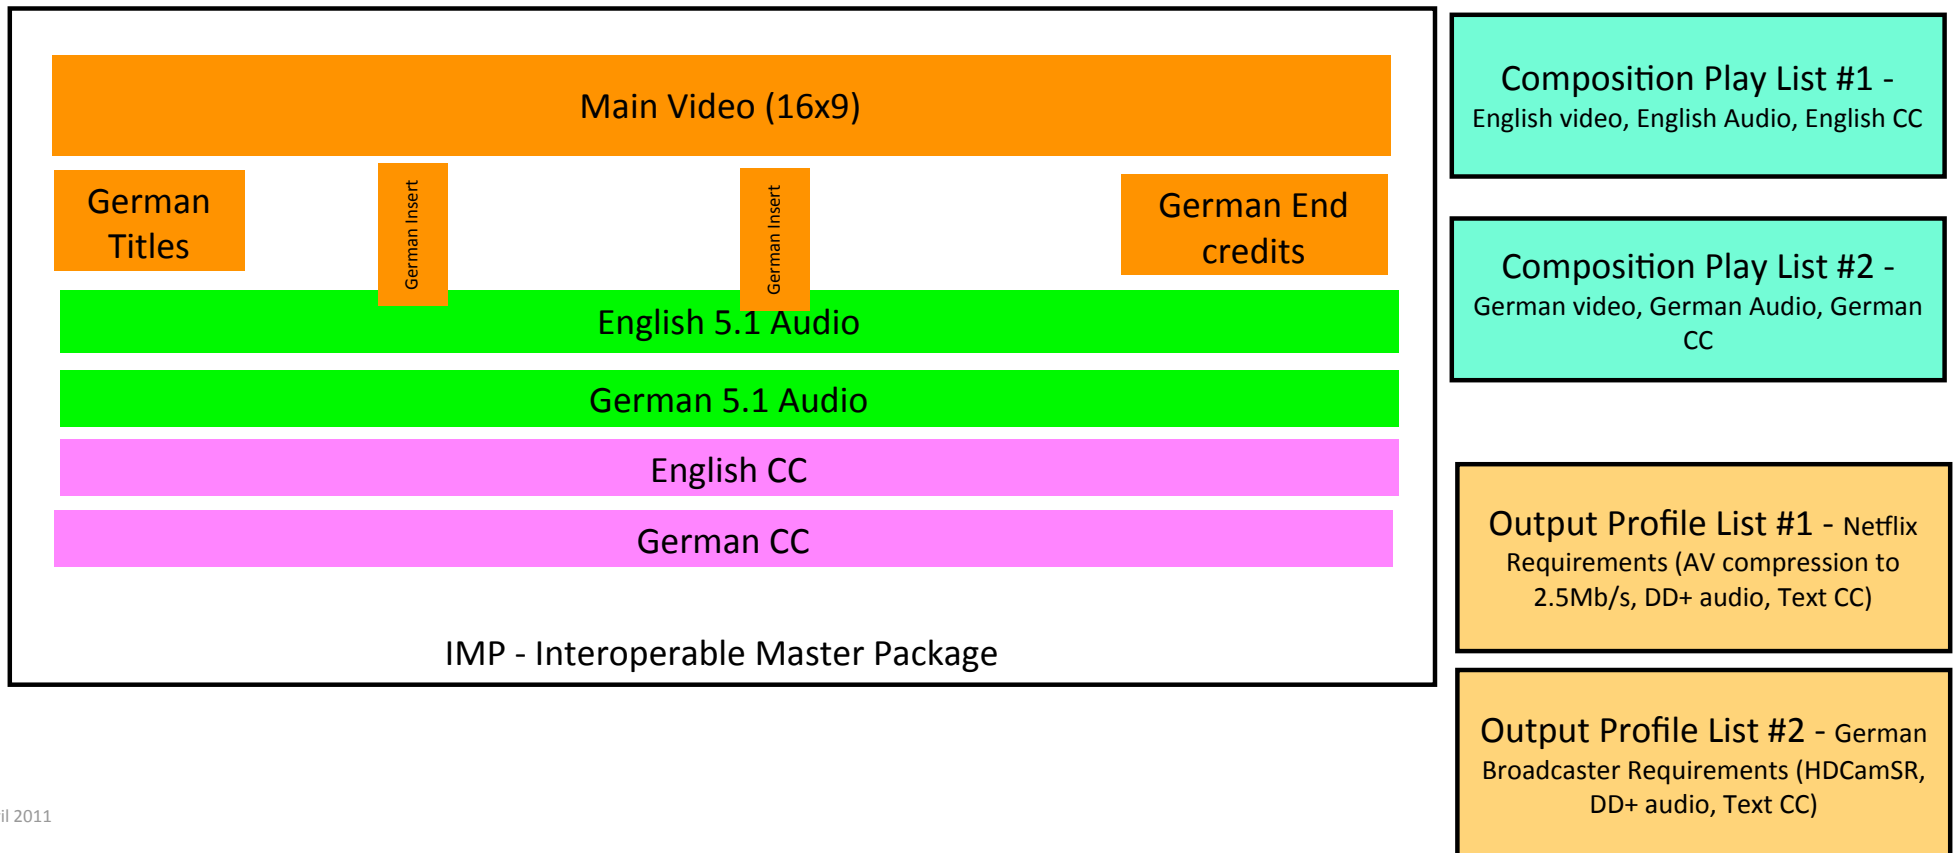 Main Video (16x9)
German
Titles
German Insert
German Insert
German End
credits
English 5.1 Audio
German 5.1 Audio
English CC
German CC
IMP - Interoperable Master Package
Composition Play List #1 -
English video, English Audio, English CC
Composition Play List #2 -
German video, German Audio, German
CC
Output Profile List #1 - Netflix
Requirements (AV compression to
2.5Mb/s, DD+ audio, Text CC)
Output Profile List #2 - German
Broadcaster Requirements (HDCamSR,
DD+ audio, Text CC)
2011